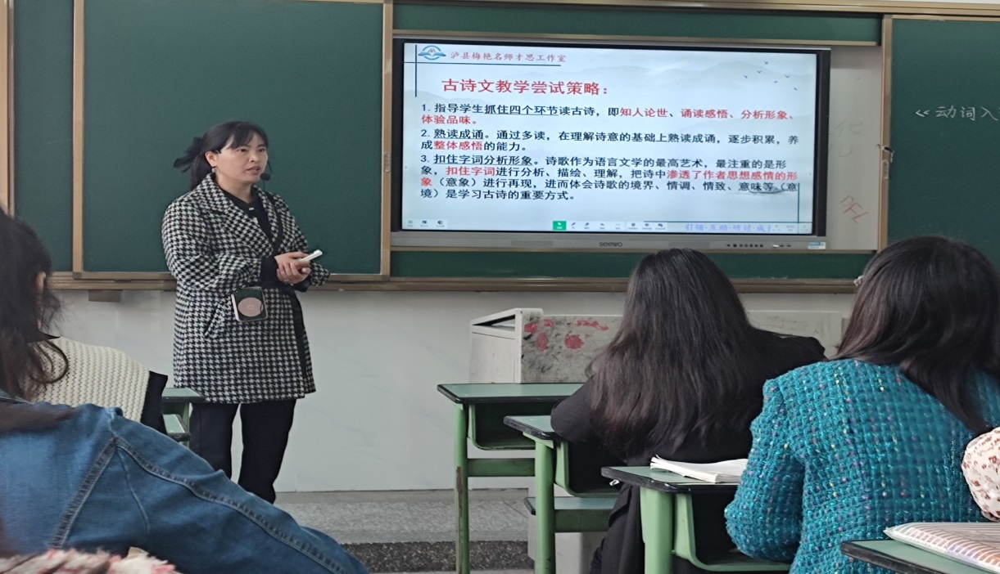 泸县梅艳名师才思工作室
古诗文教学尝试策略：
1. 指导学生抓住四个环节读古诗，即知人论世、诵读感悟、分析形象、
体验品味。
2. 熟读成诵。通过多读，在理解诗意的基础上熟读成诵，逐步积累，养
成整体感悟的能力。
3. 扣住字词分析形象。诗歌作为语言文学的最高艺术，最注重的是形
象，扣住字词进行分析、描绘、理解，把诗中渗透了作者思想感情的形
象（意象）进行再现，进而体会诗歌的境界、情调、情致、意味等（意
境）是学习古诗的重要方式。
引领·互助·研讨·成
seewo
《动词入